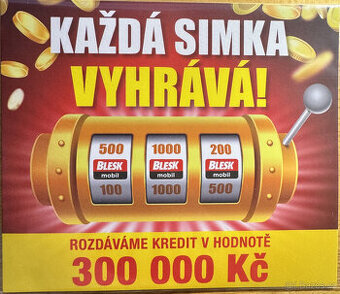 KAŽDÁ SIMKA
VYHRÁVÁ!
500 1000 200
BLESK BLESK BLESK
mobil mobil mobil
100 1000 500
ROZDÁVÁME KREDIT V HODNOTĚ
300 000 Kč